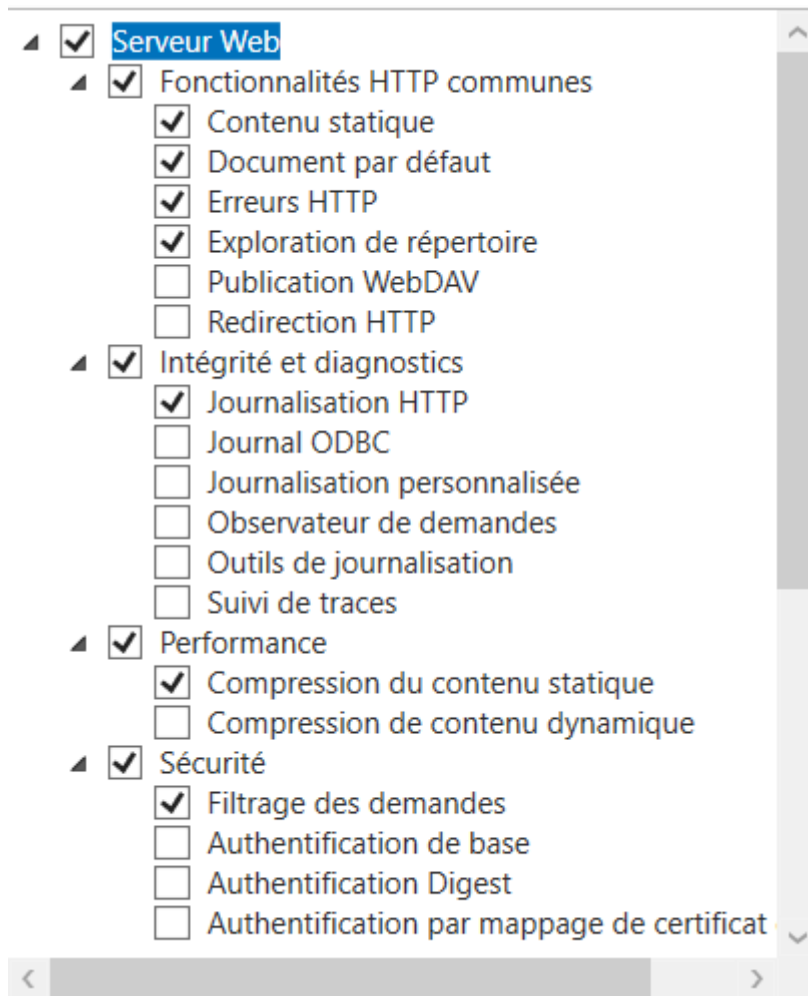 Serveur Web
Fonctionnalités HTTP communes
Contenu statique
Document par défaut
Erreurs HTTP
Exploration de répertoire
Publication WebDAV
Redirection HTTP
Intégrité et diagnostics
Journalisation HTTP
Journal ODBC
Journalisation personnalisée
Observateur de demandes
Outils de journalisation
Suivi de traces
Performance
Compression du contenu statique
Compression de contenu dynamique
Sécurité
Filtrage des demandes
Authentification de base
Authentification Digest
Authentification par mappage de certificat